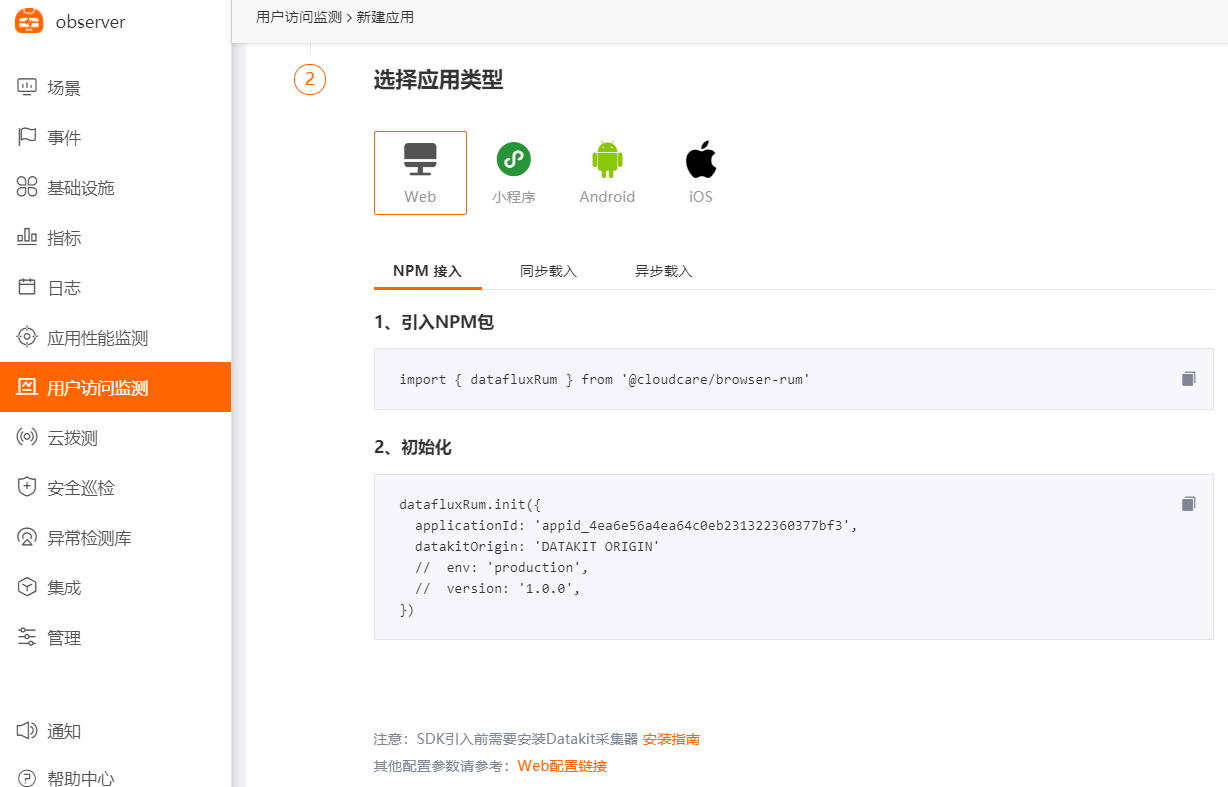 observer
用户访问监测 > 新建应用
场景
事件
基础设施
指标
日志
应用性能监测
用户访问监测
云拨测
安全巡检
异常检测库
集成
管理
通知
帮助中心
2
选择应用类型
Web
小程序
Android
iOS
NPM 接入
同步载入
异步载入
1、引入NPM包
import { datafluxRum } from '@cloudcare/browser-rum'
2、初始化
datafluxRum.init({
  applicationId: 'appid_4ea6e56a4ea64c0eb231322360377bf3',
  datakitOrigin: 'DATAKIT ORIGIN'
  //  env: 'production',
  //  version: '1.0.0',
})
注意：SDK引入前需要安装Datakit采集器 安装指南
其他配置参数请参考：Web配置链接